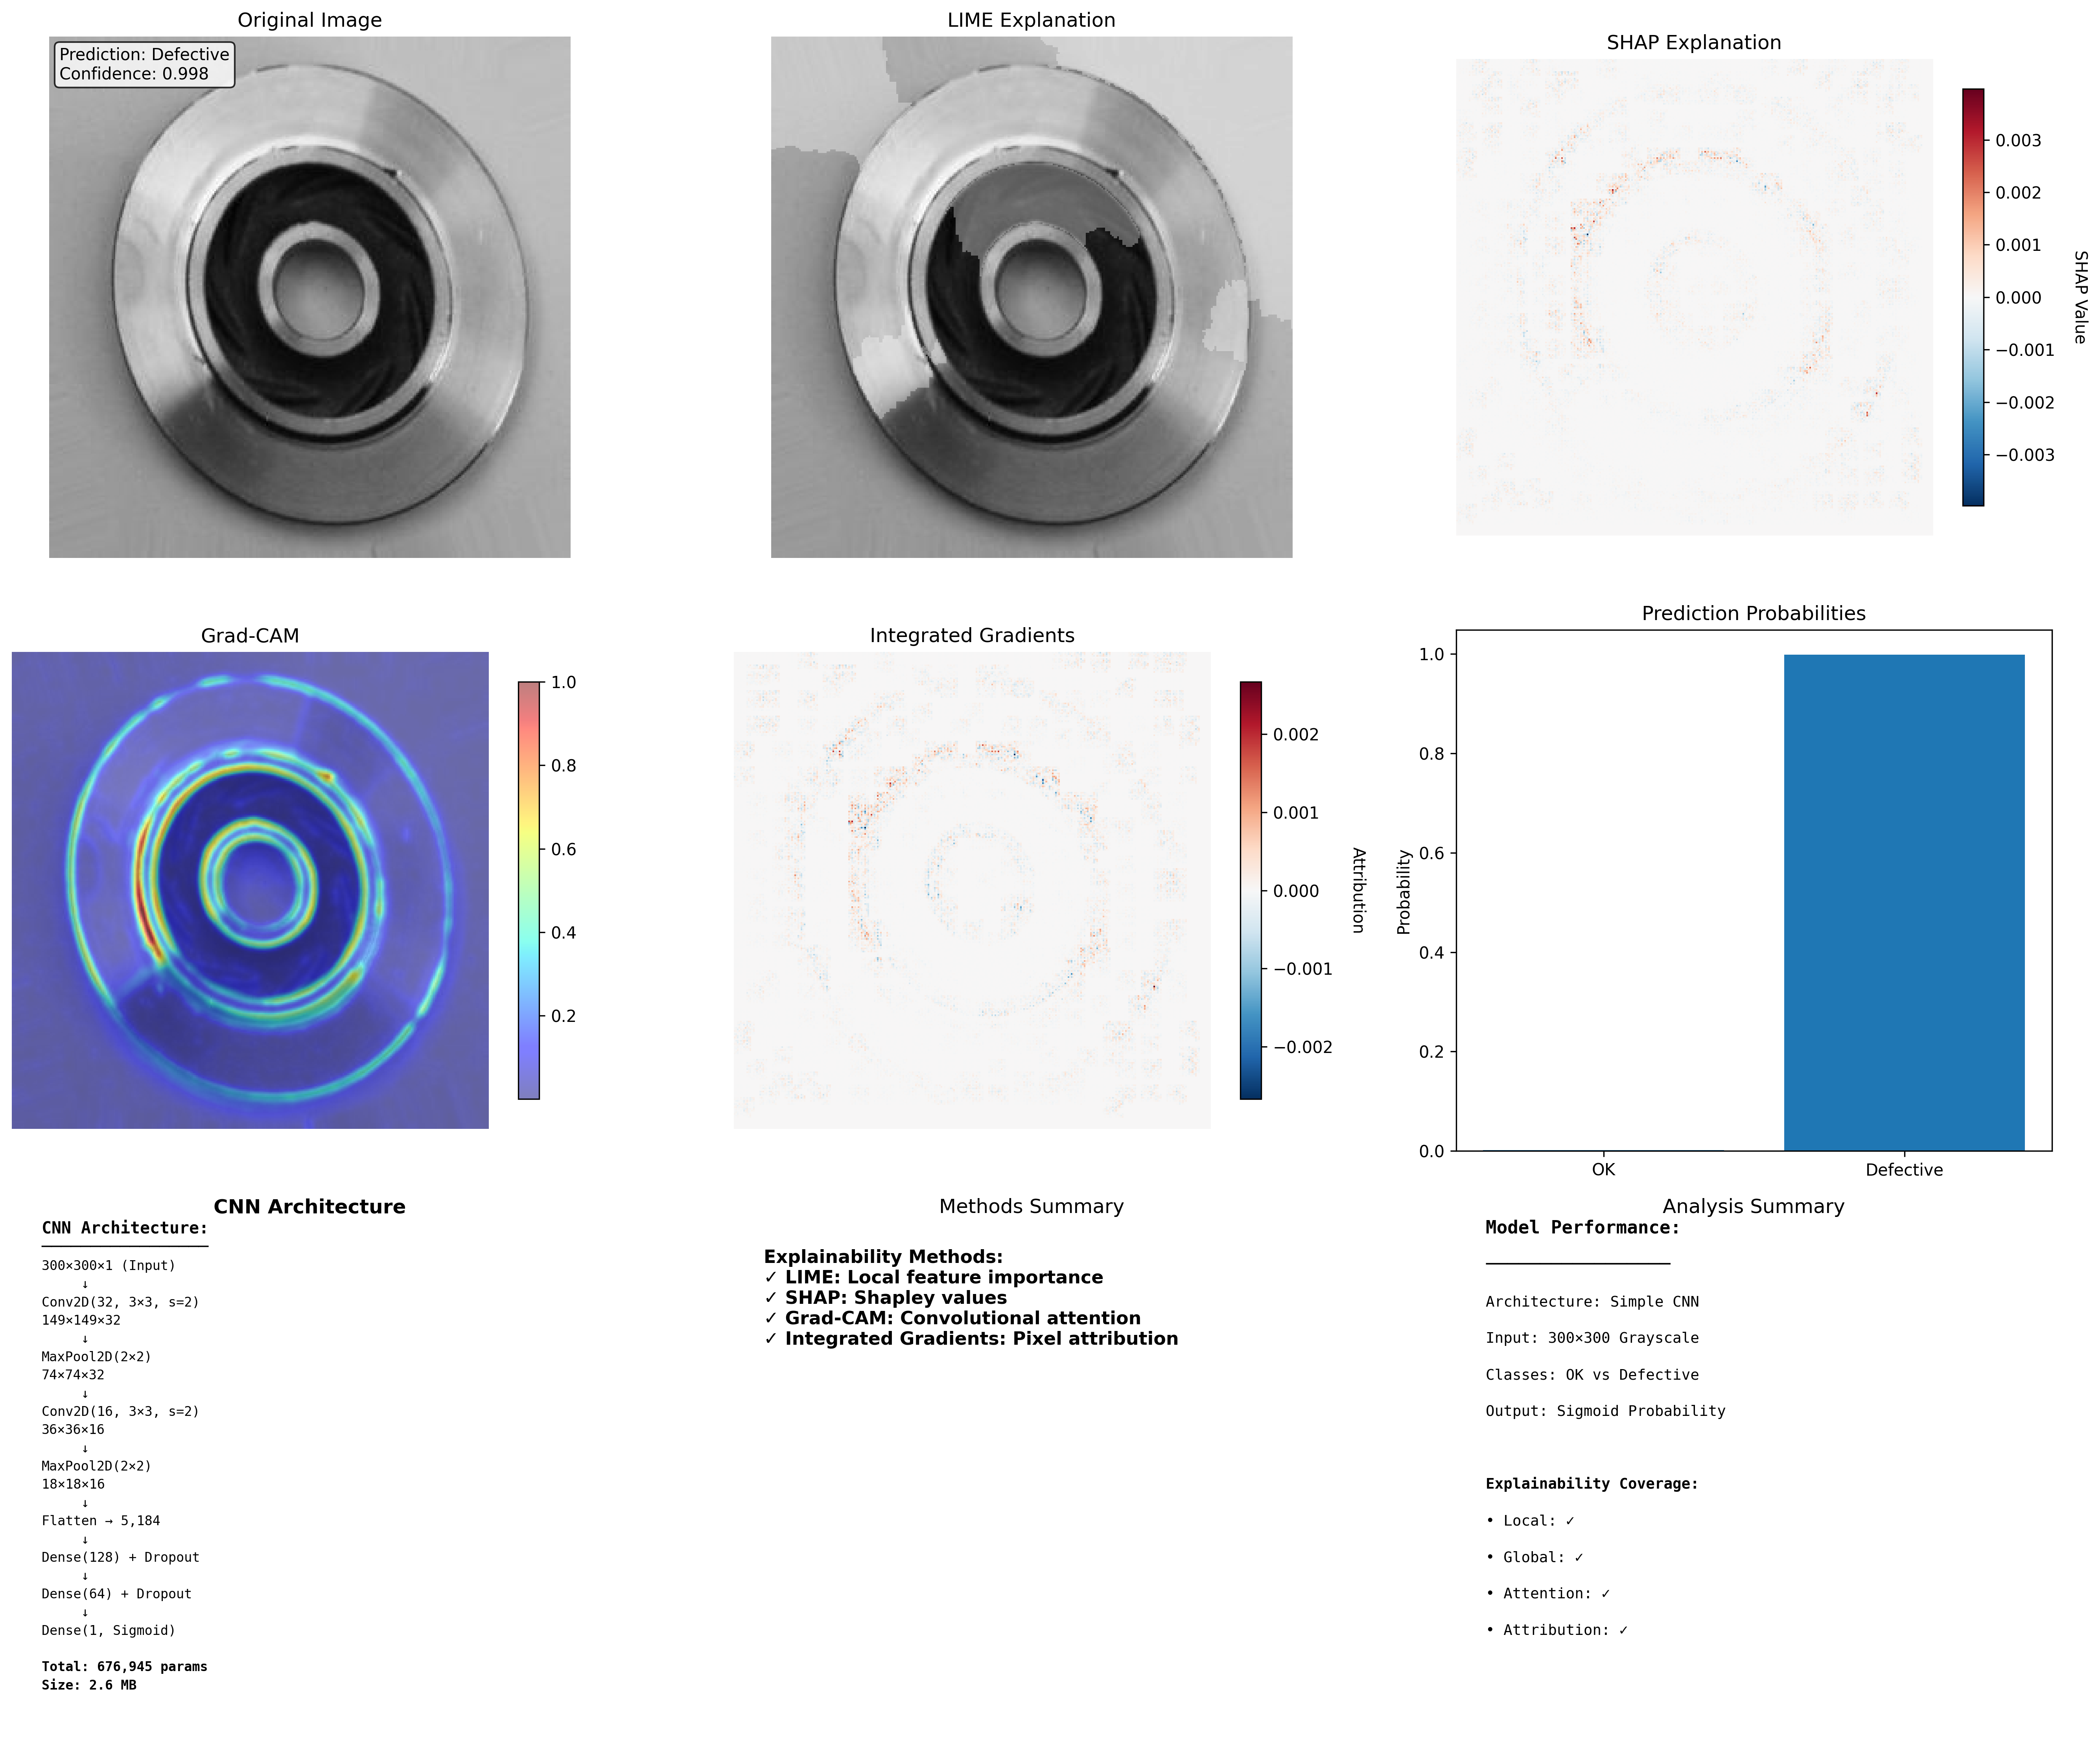 Original Image
Prediction: Defective
Confidence: 0.998
LIME Explanation
SHAP Explanation
0.003
0.002
0.001
0.000
−0.001
−0.002
−0.003
SHAP Value
Grad-CAM
1.0
0.8
0.6
0.4
0.2
Integrated Gradients
0.002
0.001
0.000
−0.001
−0.002
Attribution
Prediction Probabilities
1.0
0.8
0.6
0.4
0.2
0.0
Probability
OK
Defective
CNN Architecture
CNN Architecture:
300×300×1 (Input)
↓
Conv2D(32, 3×3, s=2)
149×149×32
↓
MaxPool2D(2×2)
74×74×32
↓
Conv2D(16, 3×3, s=2)
36×36×16
↓
MaxPool2D(2×2)
18×18×16
↓
Flatten → 5,184
↓
Dense(128) + Dropout
↓
Dense(64) + Dropout
↓
Dense(1, Sigmoid)
Total: 676,945 params
Size: 2.6 MB
Methods Summary
Explainability Methods:
✓ LIME: Local feature importance
✓ SHAP: Shapley values
✓ Grad-CAM: Convolutional attention
✓ Integrated Gradients: Pixel attribution
Analysis Summary
Model Performance:
Architecture: Simple CNN
Input: 300×300 Grayscale
Classes: OK vs Defective
Output: Sigmoid Probability
Explainability Coverage:
• Local: ✓
• Global: ✓
• Attention: ✓
• Attribution: ✓